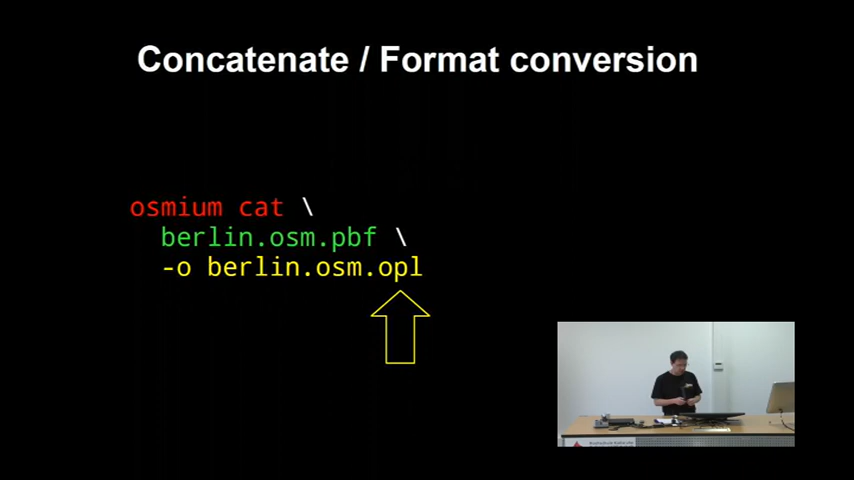 Concatenate / Format conversion
osmium cat \
berlin.osm.pbf \
-o berlin.osm.opl